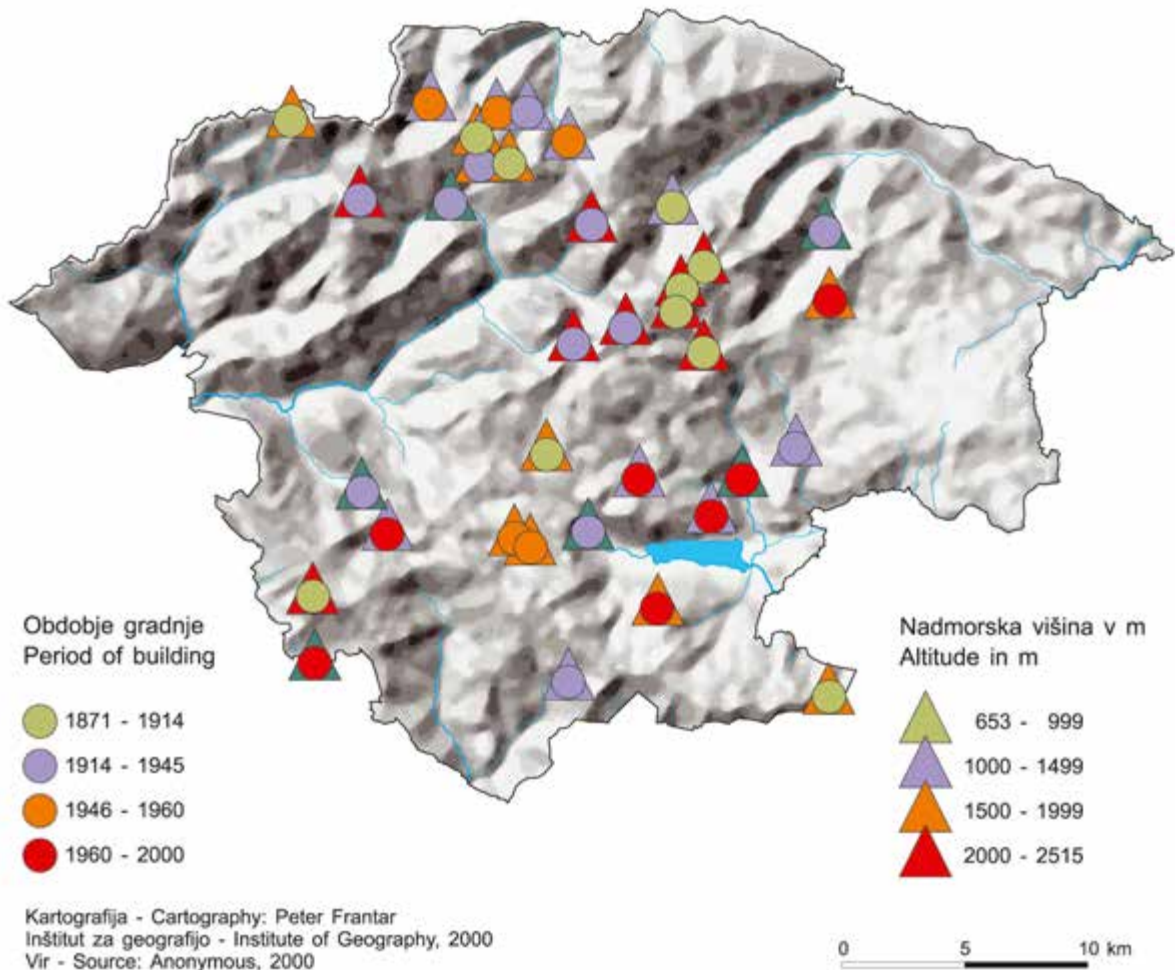 Obdobje gradnje
Period of building
1871 - 1914
1914 - 1945
1946 - 1960
1960 - 2000
Nadmorska višina v m
Altitude in m
653 - 999
1000 - 1499
1500 - 1999
2000 - 2515
Kartografija - Cartography: Peter Frantar
Inštitut za geografijo - Institute of Geography, 2000
Vir - Source: Anonymous, 2000
0 5 10 km